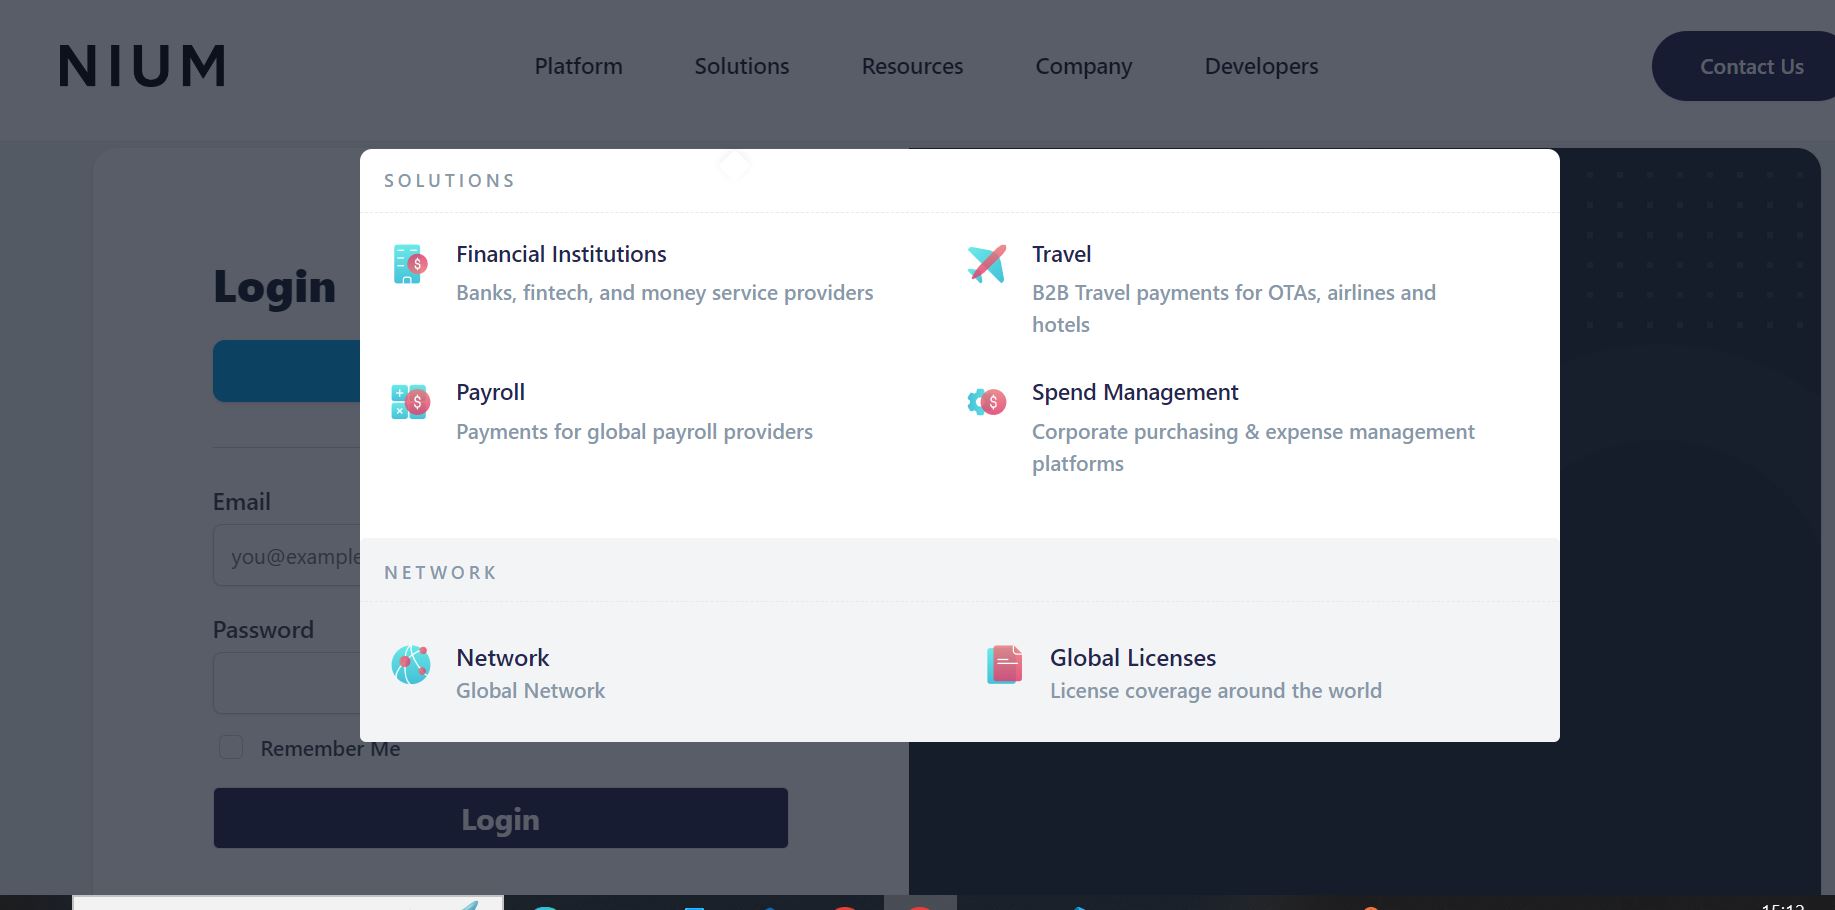 NIUM
Platform
Solutions
Resources
Company
Developers
Contact Us
SOLUTIONS
Financial Institutions
Banks, fintech, and money service providers
Travel
B2B Travel payments for OTAs, airlines and
hotels
Payroll
Payments for global payroll providers
Spend Management
Corporate purchasing & expense management
platforms
NETWORK
Network
Global Network
Global Licenses
License coverage around the world
Login
Email
you@example
Password
Remember Me
Login
15:12